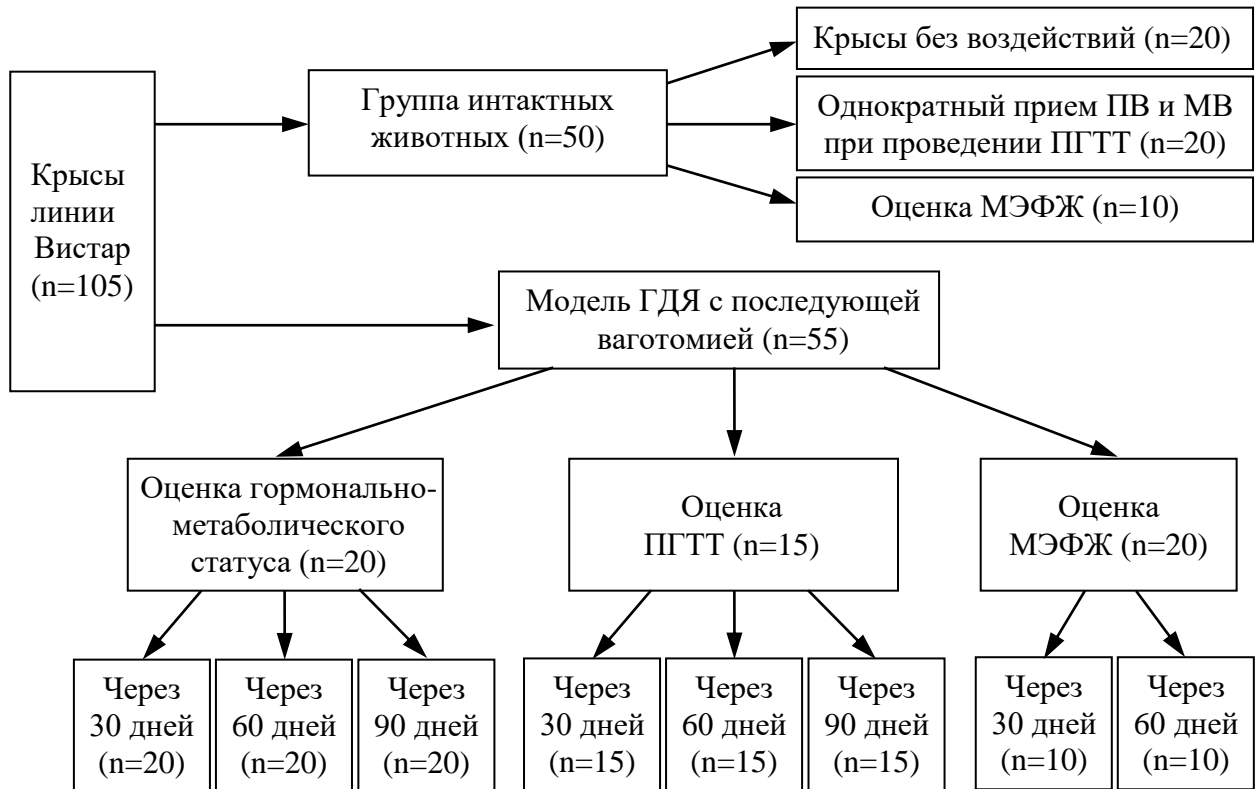 Крысы
линии
Вистар
(n=105)
Группа интактных
животных (n=50)
Крысы без воздействий (n=20)
Однократный прием ПВ и МВ
при проведении ПГТТ (n=20)
Оценка МЭФЖ (n=10)
Модель ГДЯ с последующей
ваготомией (n=55)
Оценка гормонально-
метаболического
статуса (n=20)
Оценка
ПГТТ (n=15)
Оценка
МЭФЖ (n=20)
Через
30 дней
(n=20)
Через
60 дней
(n=20)
Через
90 дней
(n=20)
Через
30 дней
(n=15)
Через
60 дней
(n=15)
Через
90 дней
(n=15)
Через
30 дней
(n=10)
Через
60 дней
(n=10)